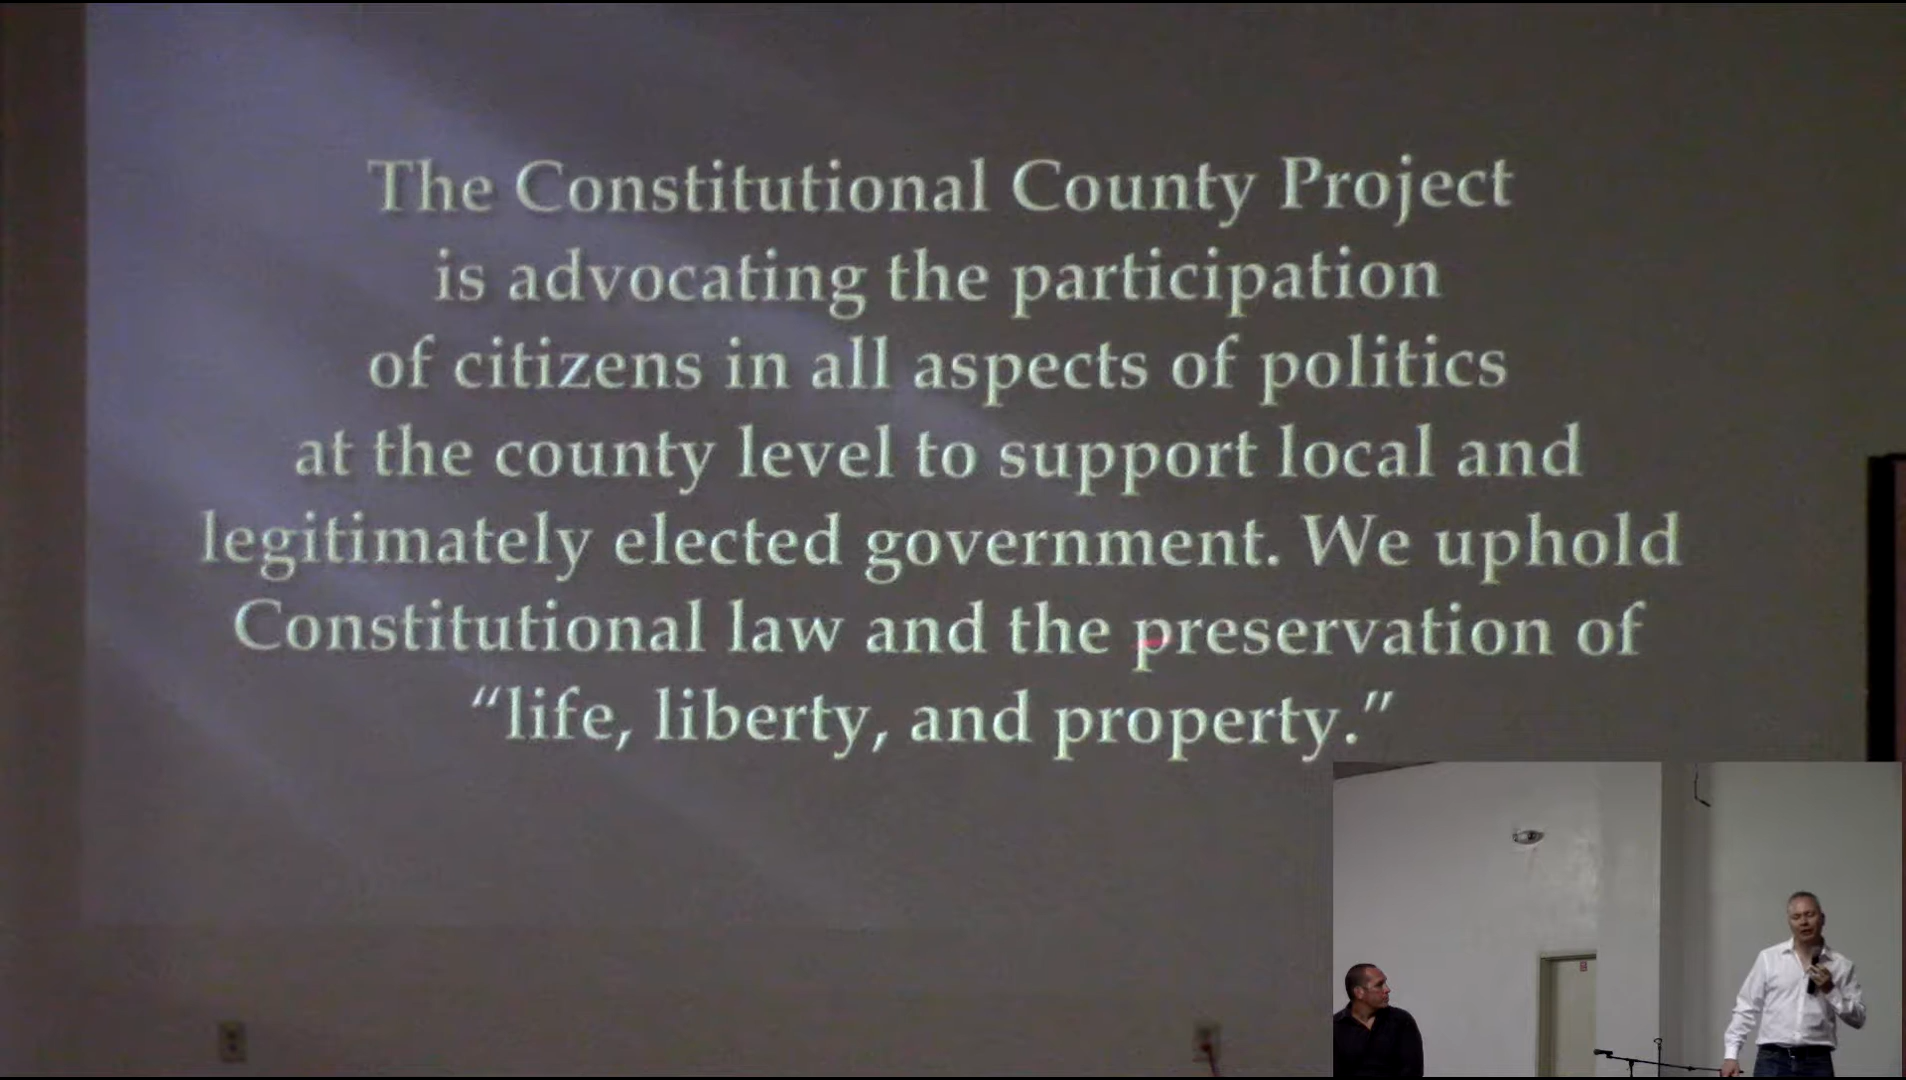 The Constitutional County Project
is advocating the participation
of citizens in all aspects of politics
at the county level to support local and
legitimately elected government. We uphold
Constitutional law and the preservation of
“life, liberty, and property.”